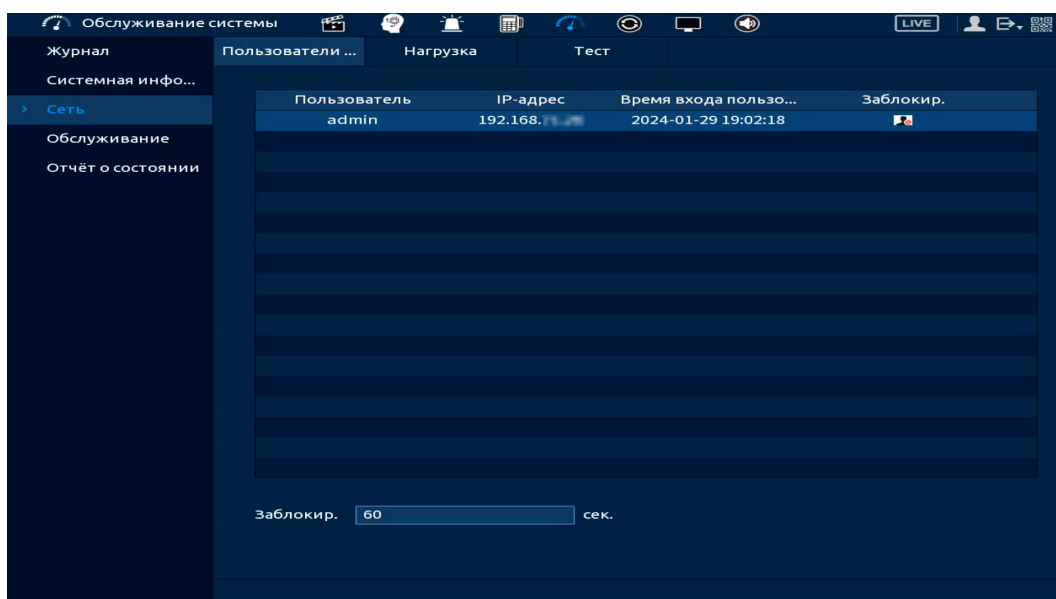 Обслуживание системы LIVE
Журнал Пользователи ... Нагрузка Тест
Системная инфо...
Пользователь IP-адрес Время входа пользо... Заблокир.
> Сеть
admin 192.168. 2024-01-29 19:02:18
Обслуживание
Отчёт о состоянии
Заблокир. 60 сек.